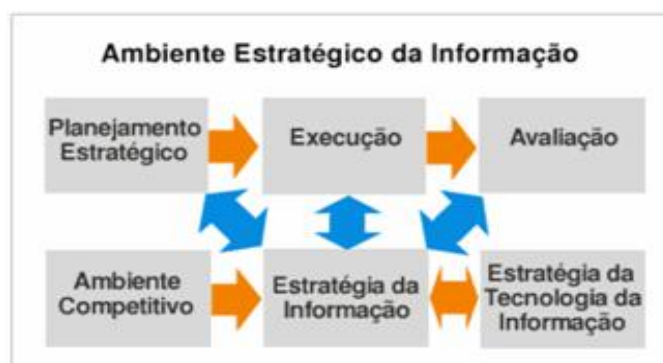 Ambiente Estratégico da Informação
Planejamento
Estratégico
Execução
Avaliação
Ambiente
Competitivo
Estratégia da
Informação
Estratégia da
Tecnologia da
Informação